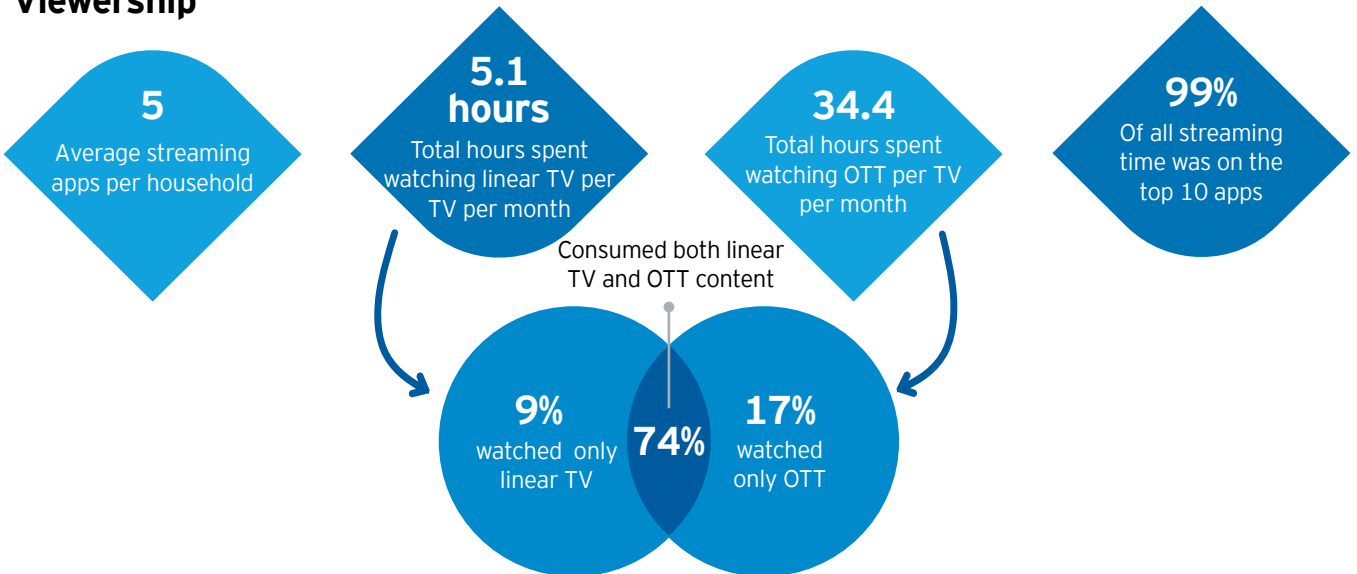 Viewership
5
Average streaming
apps per household
5.1
hours
Total hours spent
watching linear TV per
TV per month
34.4
Total hours spent
watching OTT per TV
per month
99%
Of all streaming
time was on the
top 10 apps
Consumed both linear
TV and OTT content
9%
watched only
linear TV
74%
17%
watched
only OTT